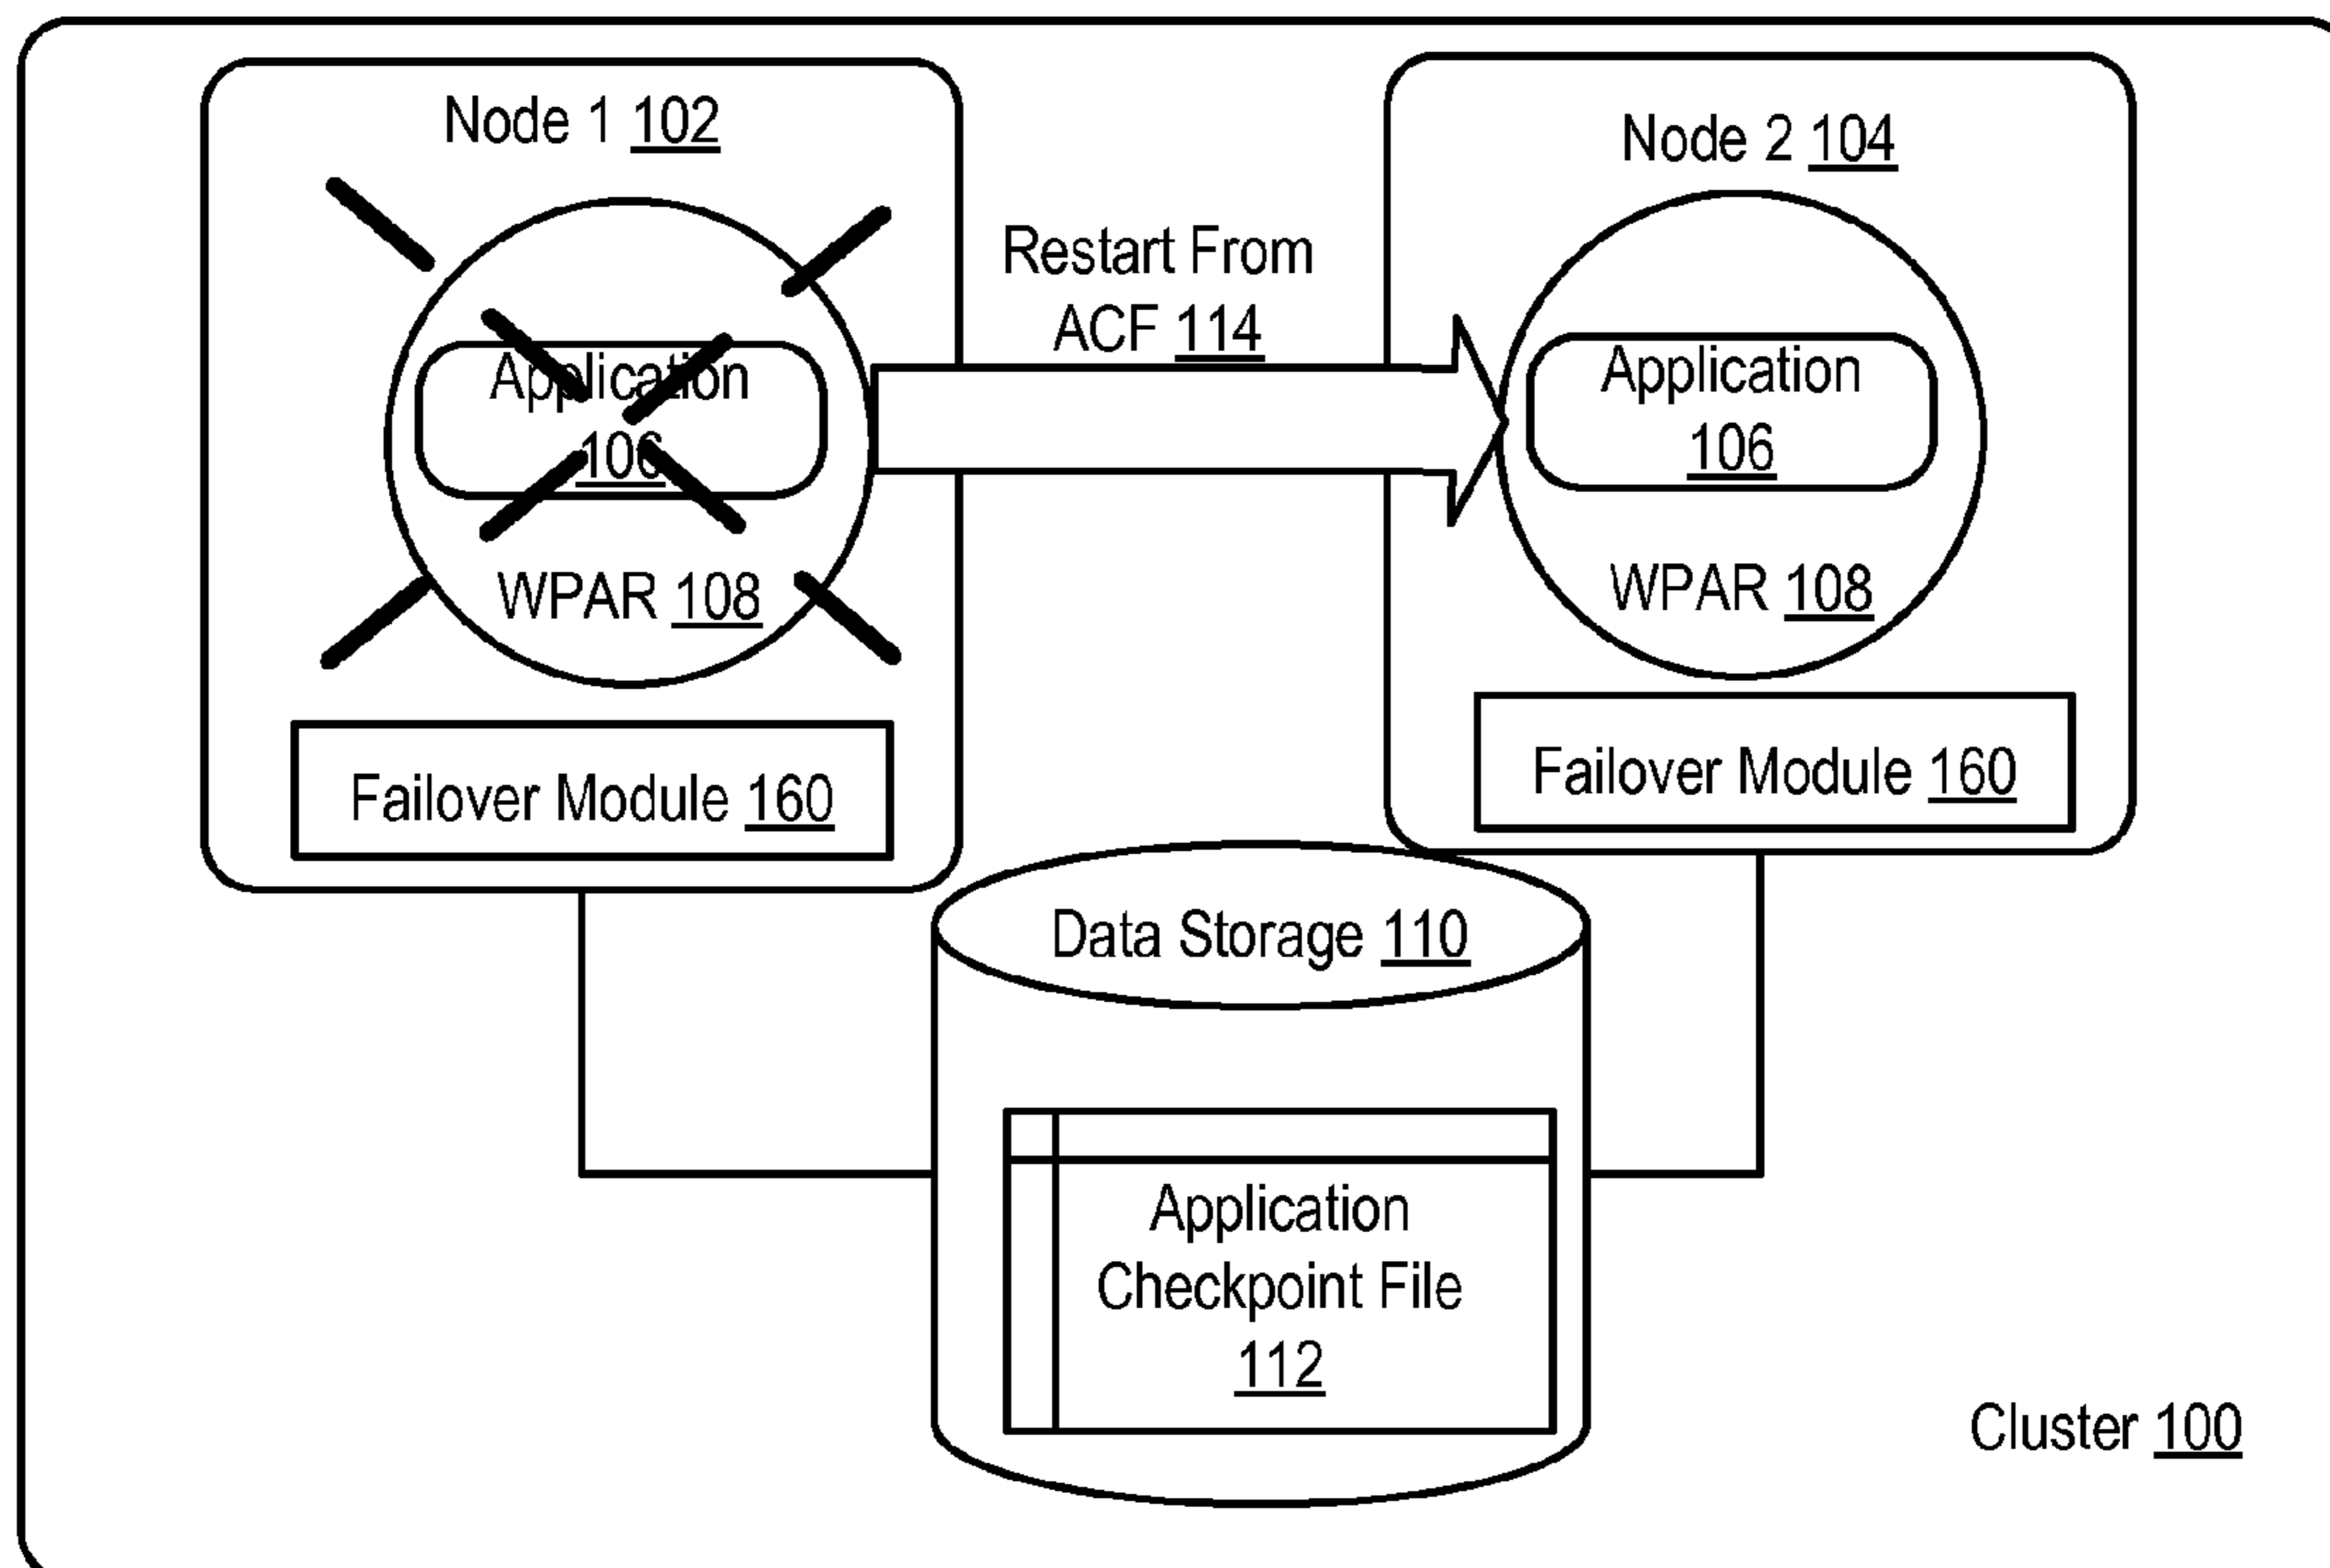 Node 1 102
Application
106
WPAR 108
Failover Module 160
Restart From
ACF 114
Node 2 104
Application
106
WPAR 108
Failover Module 160
Data Storage 110
Application
Checkpoint File
112
Cluster 100